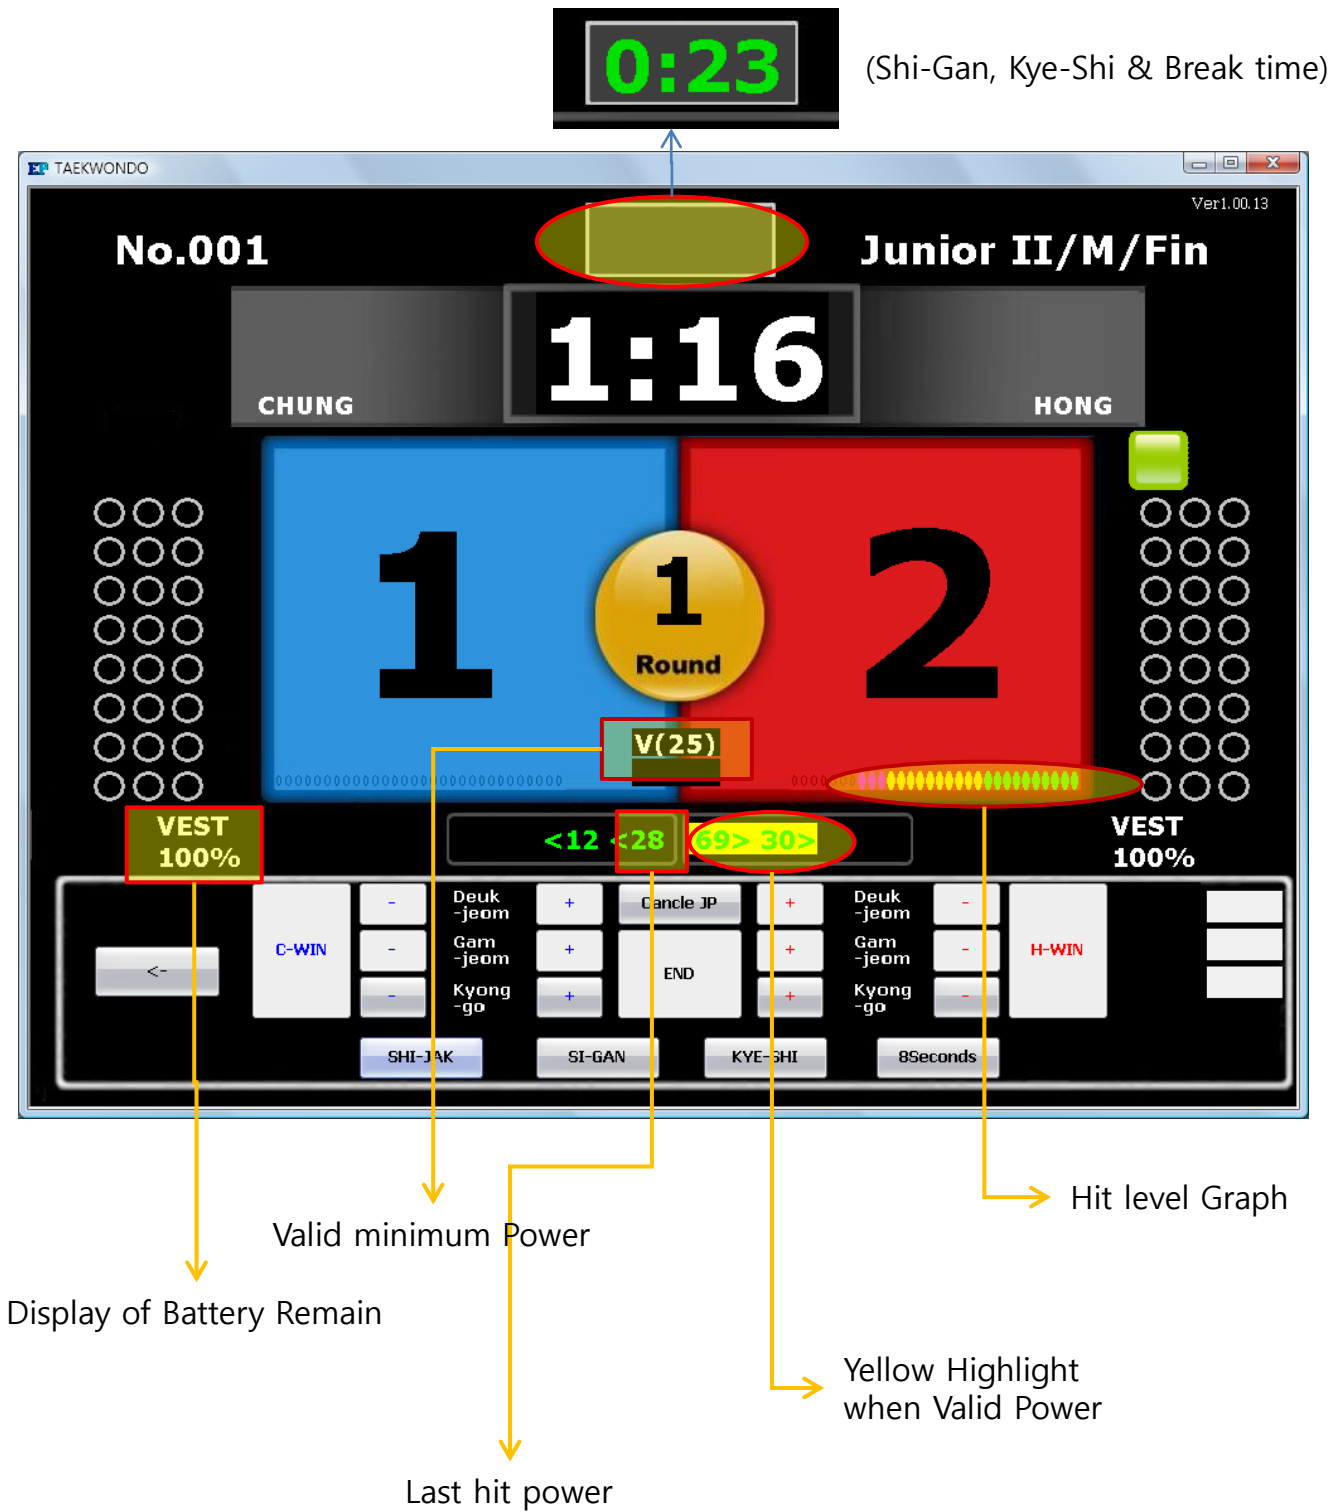 0:23
(Shi-Gan, Kye-Shi & Break time)
EP TAEKWONDO
Ver1.00.13
No.001
Junior II/M/Fin
1:16
CHUNG
HONG
1
1
Round
2
V(25)
VEST
100%
<12 <28
69> 30>
VEST
100%
<-
C-WIN
-
Deuk
-jeom
+
Cancle JP
+
Deuk
-jeom
-
H-WIN
-
Gam
-jeom
+
END
+
Gam
-jeom
-
-
Kyong
-go
+
+
Kyong
-go
-
SHI-JAK
SI-GAN
KYE-SHI
8Seconds
Hit level Graph
Valid minimum Power
Display of Battery Remain
Yellow Highlight
when Valid Power
Last hit power